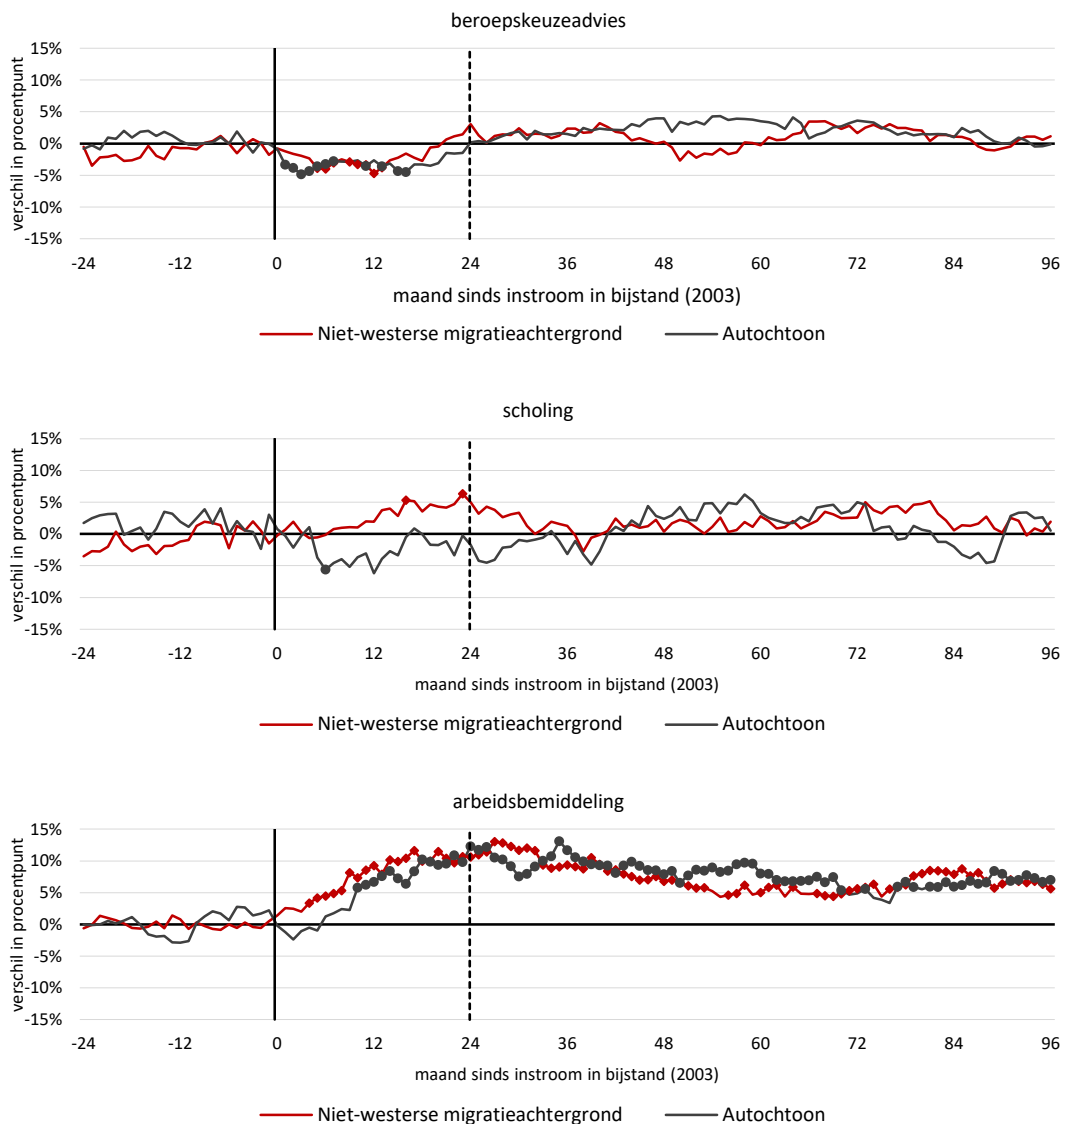 beroepskeuzeadvies
verschil in procentpunt
15%
10%
5%
0%
-5%
-10%
-15%
-24 -12 0 12 24 36 48 60 72 84 96
maand sinds instroom in bijstand (2003)
Niet-westerse migratieachtergrond Autochtoon
scholing
verschil in procentpunt
15%
10%
5%
0%
-5%
-10%
-15%
-24 -12 0 12 24 36 48 60 72 84 96
maand sinds instroom in bijstand (2003)
Niet-westerse migratieachtergrond Autochtoon
arbeidsbemiddeling
verschil in procentpunt
15%
10%
5%
0%
-5%
-10%
-15%
-24 -12 0 12 24 36 48 60 72 84 96
maand sinds instroom in bijstand (2003)
Niet-westerse migratieachtergrond Autochtoon